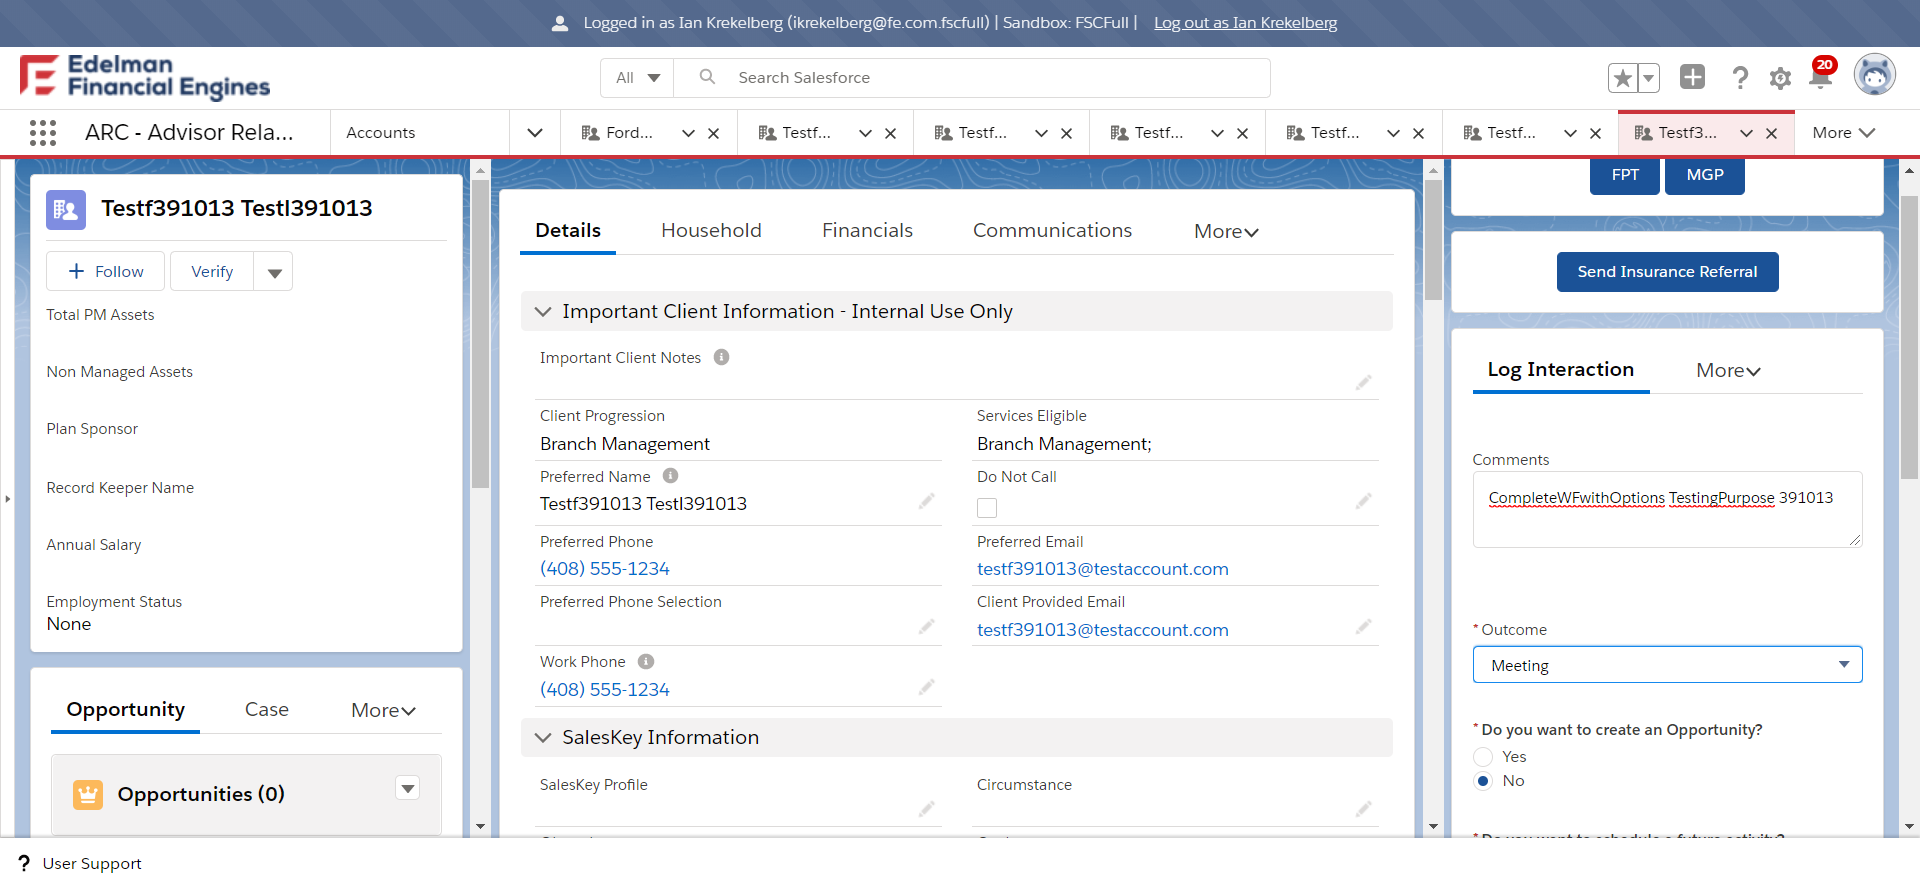 Logged in as Ian Krekelberg (ikrekelberg@fe.com.fscfull) | Sandbox: FSCFull | Log out as Ian Krekelberg
Edelman
Financial Engines
All
Search Salesforce
20
ARC - Advisor Rela...
Accounts
Ford...
Testf...
Testf...
Testf...
Testf...
Testf...
Testf3...
More
Testf391013 Testl391013
Follow
Verify
Total PM Assets
Non Managed Assets
Plan Sponsor
Record Keeper Name
Annual Salary
Employment Status
None
Opportunity
Case
More
Opportunities (0)
Details
Household
Financials
Communications
More
Important Client Information - Internal Use Only
Important Client Notes
Client Progression
Branch Management
Services Eligible
Branch Management;
Preferred Name
Testf391013 Testl391013
Do Not Call
Preferred Phone
(408) 555-1234
Preferred Email
testf391013@testaccount.com
Preferred Phone Selection
Client Provided Email
testf391013@testaccount.com
Work Phone
(408) 555-1234
SalesKey Information
SalesKey Profile
Circumstance
FPT
MGP
Send Insurance Referral
Log Interaction
More
Comments
CompleteWFwithOptions TestingPurpose 391013
* Outcome
Meeting
* Do you want to create an Opportunity?
Yes
No
* Do you want to schedule a future activity?
? User Support